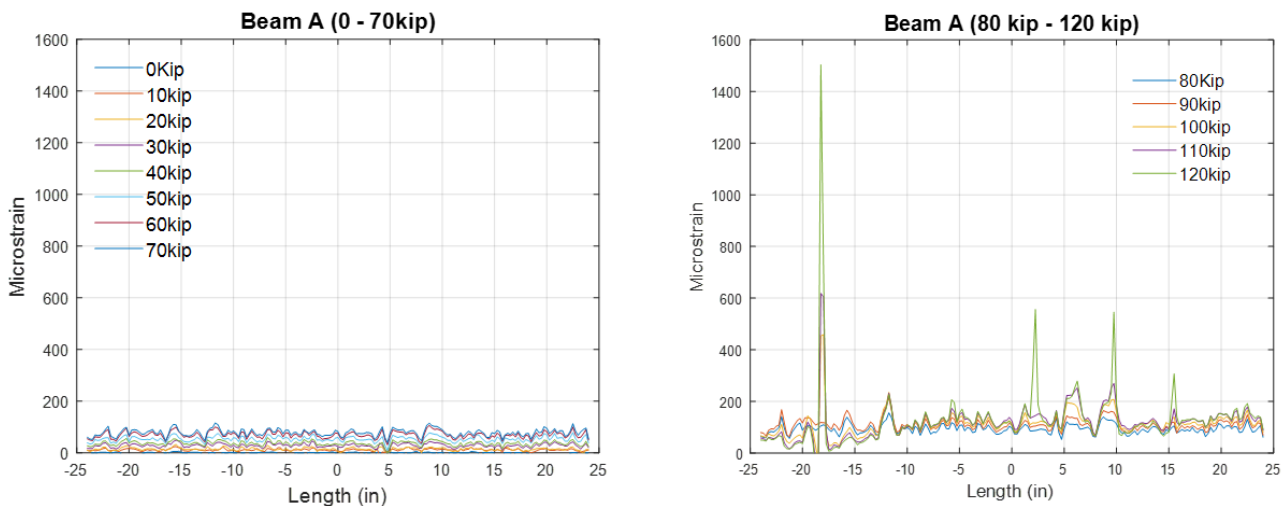 Beam A (0 - 70kip)
1600
1400
1200
1000
800
600
400
200
0
Microstrain
0Kip
10kip
20kip
30kip
40kip
50kip
60kip
70kip
-25 -20 -15 -10 -5 0 5 10 15 20 25
Length (in)
Beam A (80 kip - 120 kip)
1600
1400
1200
1000
800
600
400
200
0
Microstrain
80Kip
90kip
100kip
110kip
120kip
-25 -20 -15 -10 -5 0 5 10 15 20 25
Length (in)